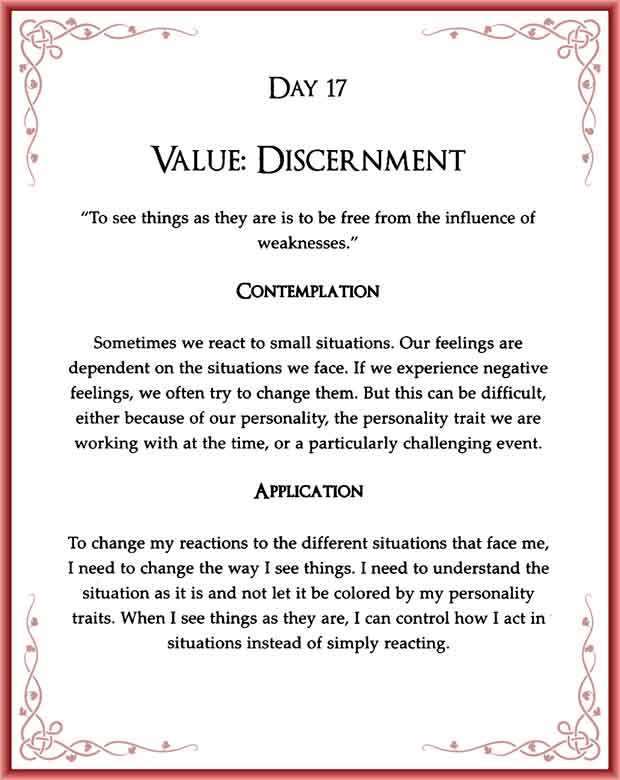 Day 17
Value: Discernment
“To see things as they are is to be free from the influence of
weaknesses.”
Contemplation
Sometimes we react to small situations. Our feelings are
dependent on the situations we face. If we experience negative
feelings, we often try to change them. But this can be difficult,
either because of our personality, the personality trait we are
working with at the time, or a particularly challenging event.
Application
To change my reactions to the different situations that face me,
I need to change the way I see things. I need to understand the
situation as it is and not let it be colored by my personality
traits. When I see things as they are, I can control how I act in
situations instead of simply reacting.